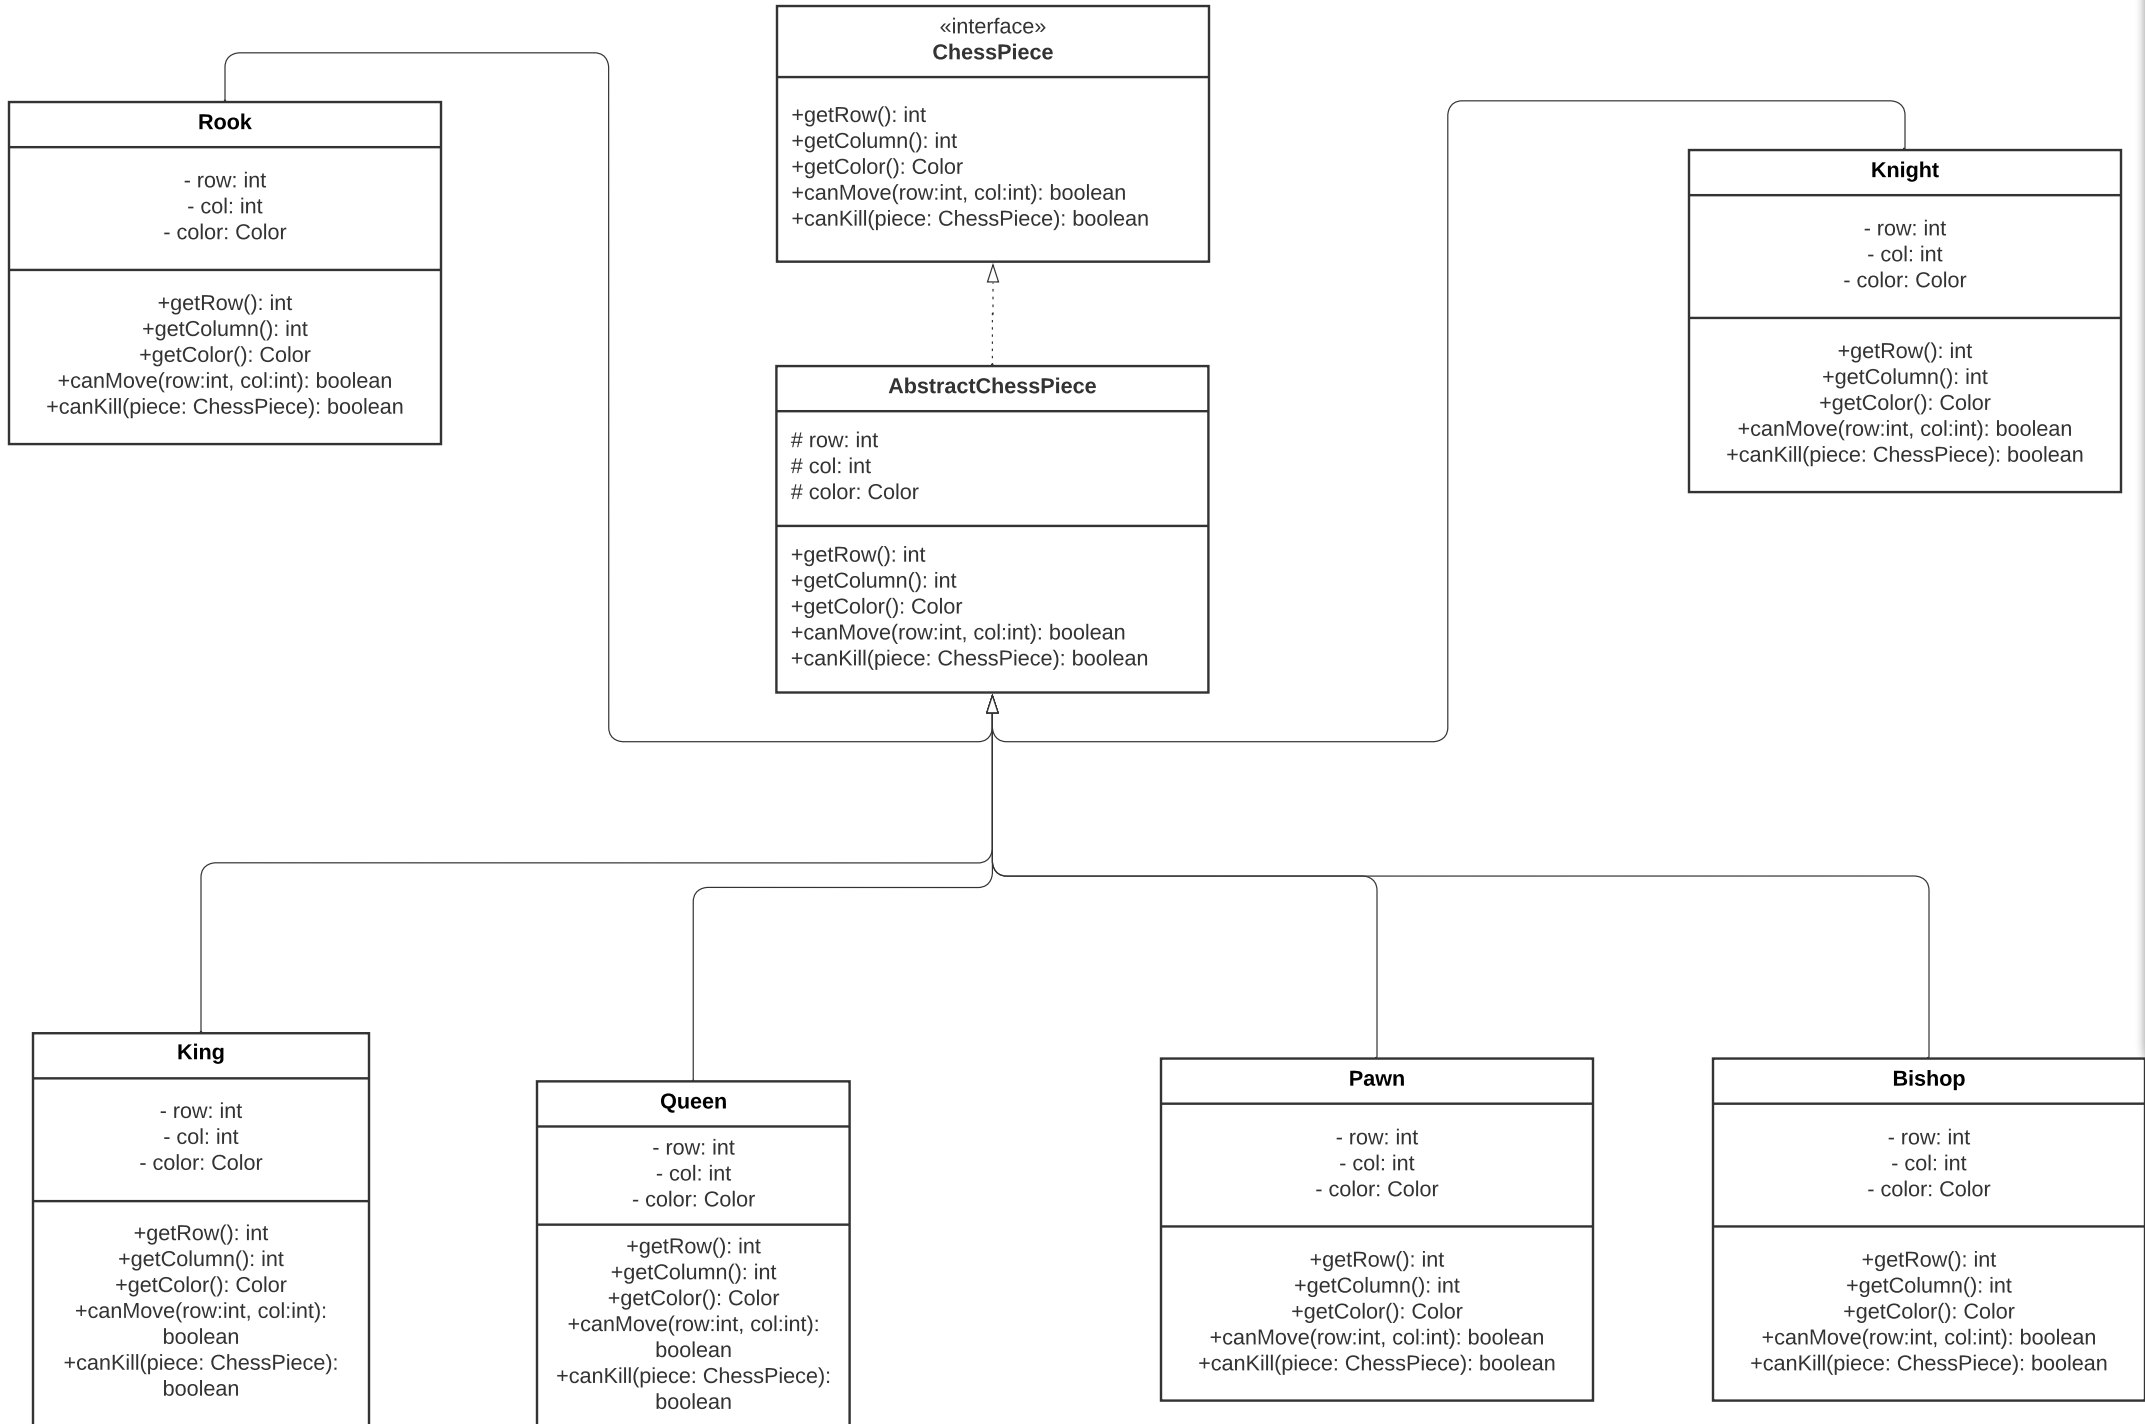 «interface»
ChessPiece
+getRow(): int
+getColumn(): int
+getColor(): Color
+canMove(row:int, col:int): boolean
+canKill(piece: ChessPiece): boolean
Rook
- row: int
- col: int
- color: Color
+getRow(): int
+getColumn(): int
+getColor(): Color
+canMove(row:int, col:int): boolean
+canKill(piece: ChessPiece): boolean
Knight
- row: int
- col: int
- color: Color
+getRow(): int
+getColumn(): int
+getColor(): Color
+canMove(row:int, col:int): boolean
+canKill(piece: ChessPiece): boolean
AbstractChessPiece
# row: int
# col: int
# color: Color
+getRow(): int
+getColumn(): int
+getColor(): Color
+canMove(row:int, col:int): boolean
+canKill(piece: ChessPiece): boolean
King
- row: int
- col: int
- color: Color
+getRow(): int
+getColumn(): int
+getColor(): Color
+canMove(row:int, col:int):
boolean
+canKill(piece: ChessPiece):
boolean
Queen
- row: int
- col: int
- color: Color
+getRow(): int
+getColumn(): int
+getColor(): Color
+canMove(row:int, col:int):
boolean
+canKill(piece: ChessPiece):
boolean
Pawn
- row: int
- col: int
- color: Color
+getRow(): int
+getColumn(): int
+getColor(): Color
+canMove(row:int, col:int): boolean
+canKill(piece: ChessPiece): boolean
Bishop
- row: int
- col: int
- color: Color
+getRow(): int
+getColumn(): int
+getColor(): Color
+canMove(row:int, col:int): boolean
+canKill(piece: ChessPiece): boolean